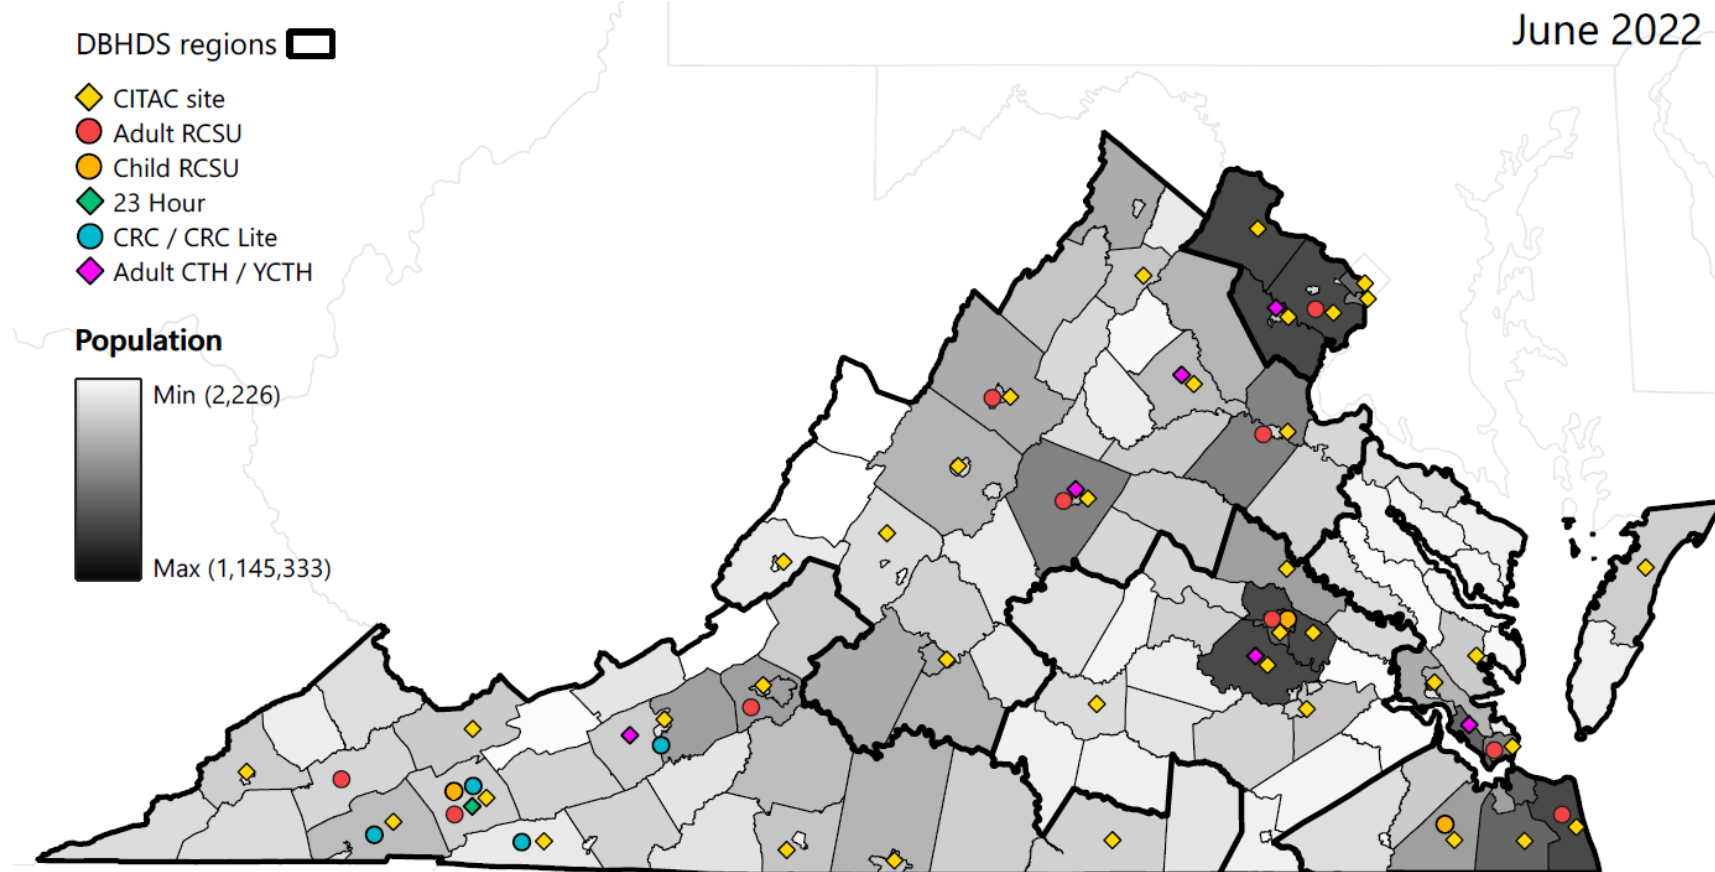 June 2022
DBHDS regions
CITAC site
Adult RCSU
Child RCSU
23 Hour
CRC / CRC Lite
Adult CTH / YCTH
Population
Min (2,226)
Max (1,145,333)